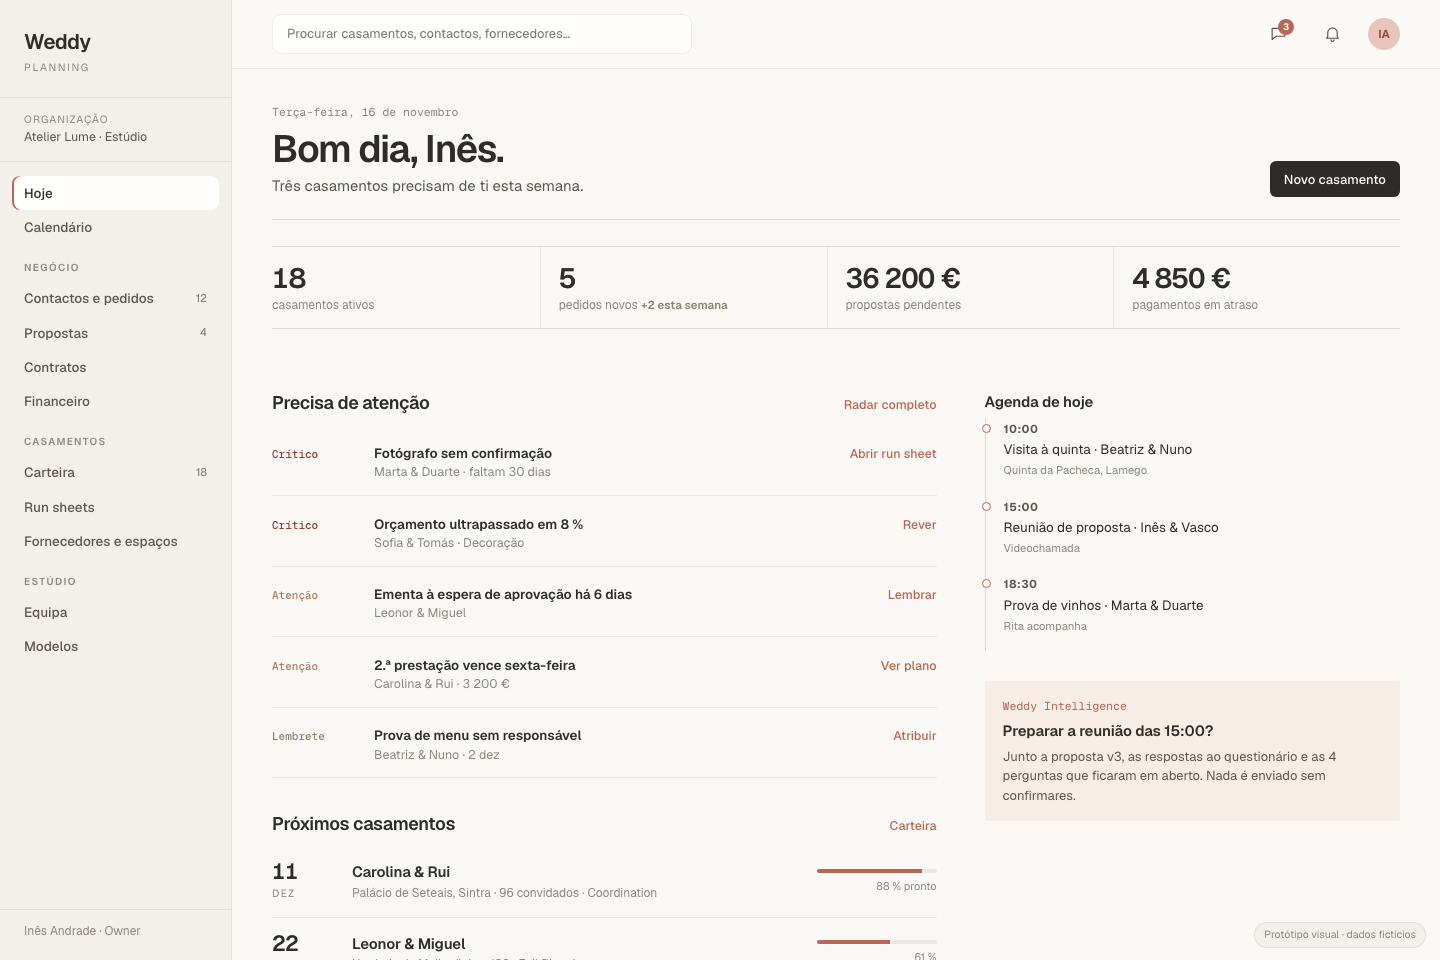 Weddy
PLANNING
ORGANIZAÇÃO
Atelier Lume · Estúdio
Hoje
Calendário
NEGÓCIO
Contactos e pedidos 12
Propostas 4
Contratos
Financeiro
CASAMENTOS
Carteira 18
Run sheets
Fornecedores e espaços
ESTÚDIO
Equipa
Modelos
Inês Andrade · Owner
Procurar casamentos, contactos, fornecedores…
3
IA
Terça-feira, 16 de novembro
Bom dia, Inês.
Três casamentos precisam de ti esta semana.
Novo casamento
18
casamentos ativos
5
pedidos novos +2 esta semana
36 200 €
propostas pendentes
4 850 €
pagamentos em atraso
Precisa de atenção
Radar completo
Crítico
Fotógrafo sem confirmação
Marta & Duarte · faltam 30 dias
Abrir run sheet
Crítico
Orçamento ultrapassado em 8 %
Sofia & Tomás · Decoração
Rever
Atenção
Ementa à espera de aprovação há 6 dias
Leonor & Miguel
Lembrar
Atenção
2.ª prestação vence sexta-feira
Carolina & Rui · 3 200 €
Ver plano
Lembrete
Prova de menu sem responsável
Beatriz & Nuno · 2 dez
Atribuir
Próximos casamentos
Carteira
11
DEZ
Carolina & Rui
Palácio de Seteais, Sintra · 96 convidados · Coordination
88 % pronto
22
Leonor & Miguel
61 %
Agenda de hoje
10:00
Visita à quinta · Beatriz & Nuno
Quinta da Pacheca, Lamego
15:00
Reunião de proposta · Inês & Vasco
Videochamada
18:30
Prova de vinhos · Marta & Duarte
Rita acompanha
Weddy Intelligence
Preparar a reunião das 15:00?
Junto a proposta v3, as respostas ao questionário e as 4
perguntas que ficaram em aberto. Nada é enviado sem
confirmares.
Protótipo visual · dados fictícios